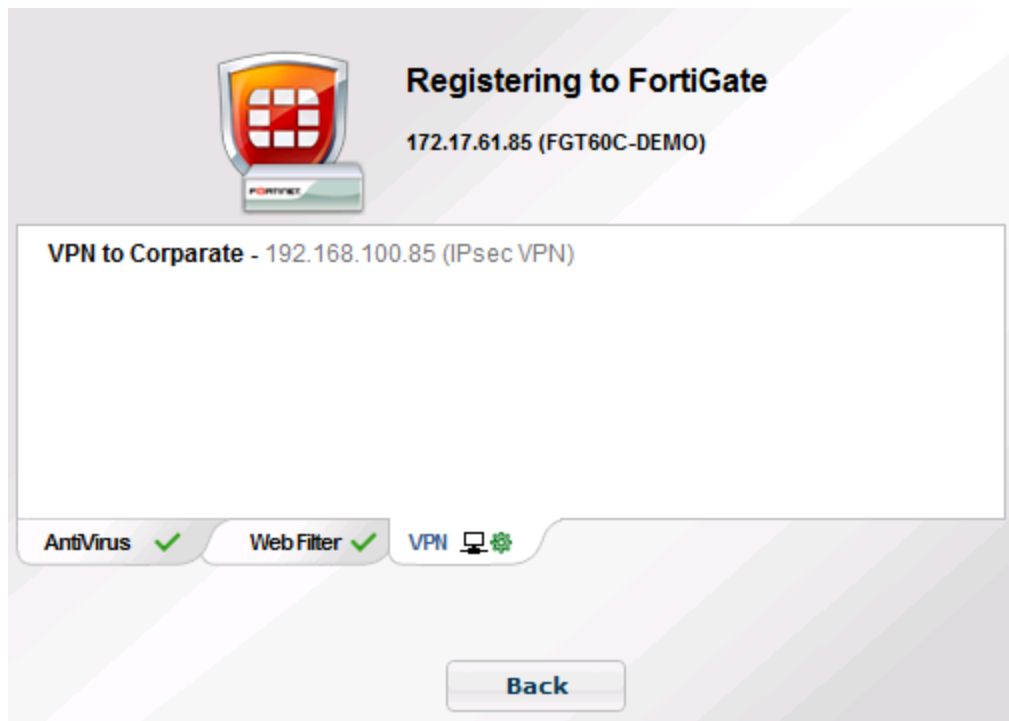 Registering to FortiGate
172.17.61.85 (FGT60C-DEMO)
FORTINET
VPN to Corparate - 192.168.100.85 (IPsec VPN)
AntiVirus
Web Filter
VPN
Back